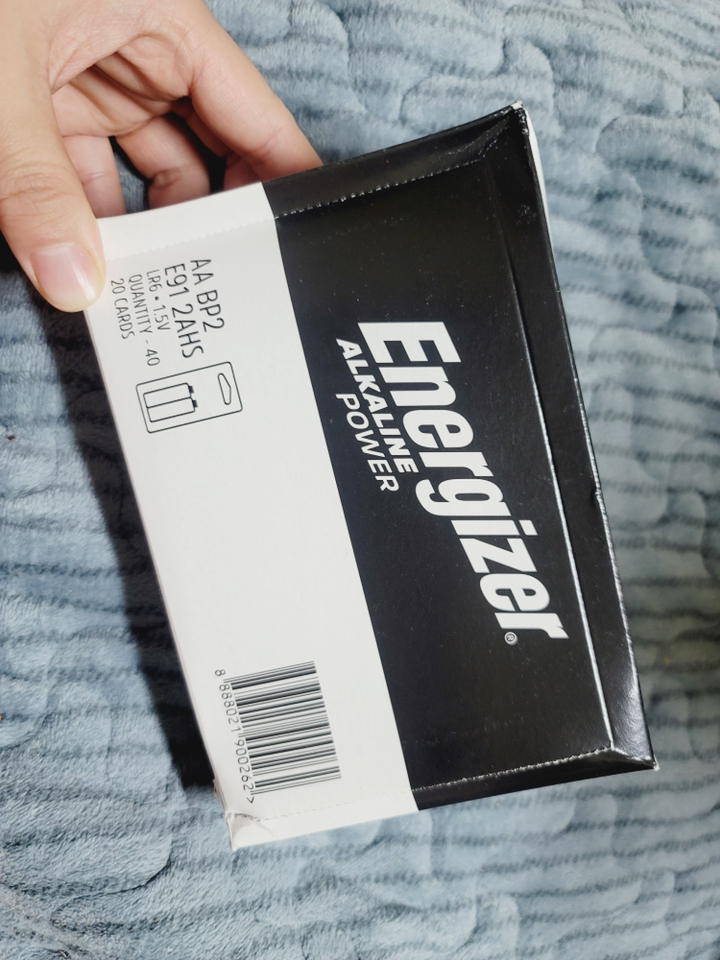 Energizer®
ALKALINE
POWER
AA BP2
E91 2AHS
LR6 • 1.5V
QUANTITY - 40
20 CARDS
8 888021 900262 >